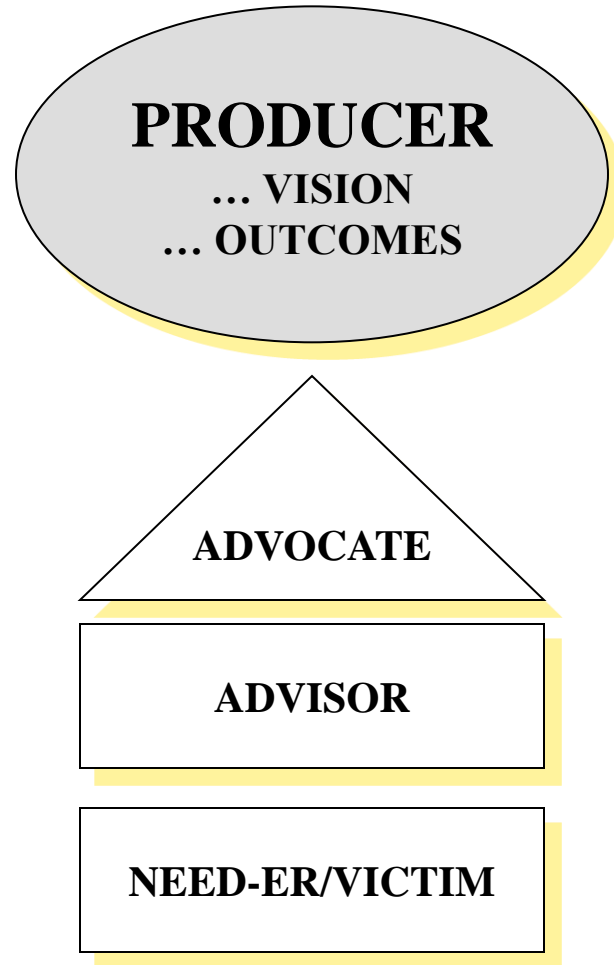 PRODUCER
… VISION
… OUTCOMES
ADVOCATE
ADVISOR
NEED-ER/VICTIM